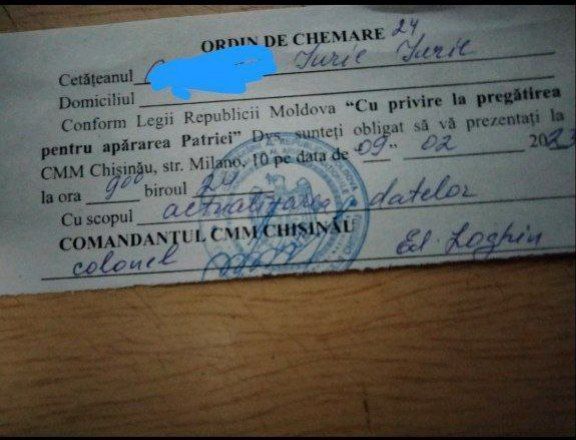 ORDIN DE CHEMARE 24
Cetățeanul Iurie Iurie
Domiciliul
Conform Legii Republicii Moldova “Cu privire la pregătirea
pentru apărarea Patriei” Dvs. sunteți obligat să vă prezentați la
CMM Chișinău, str. Milano, 10 pe data de „09“ 02 2023
la ora 9 00 biroul 24
Cu scopul actualizarea datelor
COMANDANTUL CMM CHIȘINĂU
colonel Ed. Loghin